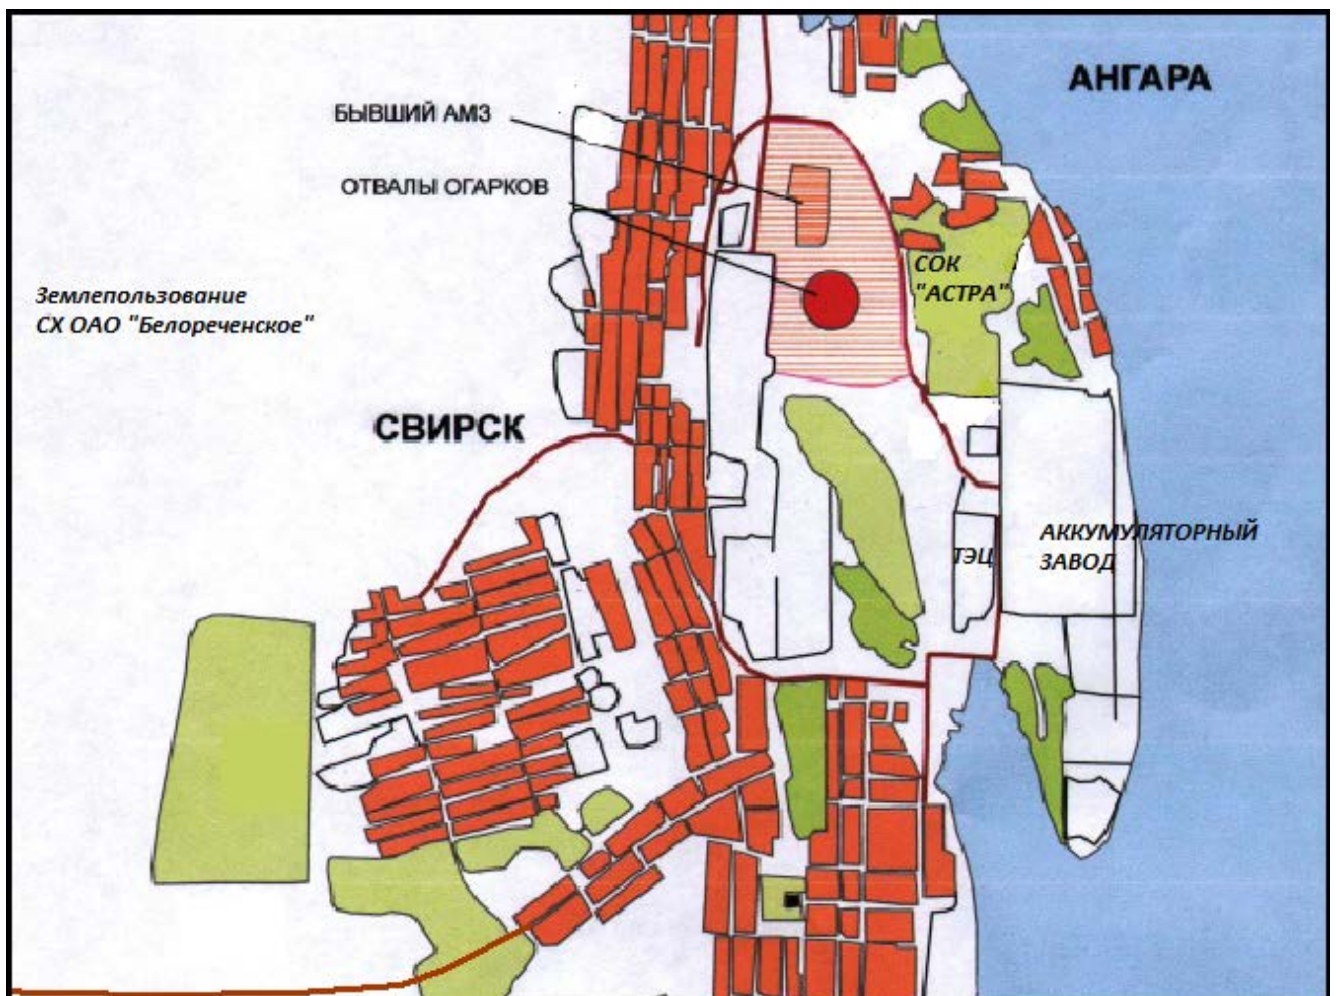 АНГАРА
БЫВШИЙ АМЗ
ОТВАЛЫ ОГАРКОВ
СОК
"АСТРА"
Землепользование
СХ ОАО "Белореченское"
СВИРСК
АККУМУЛЯТОРНЫЙ
ЗАВОД
ТЭЦ